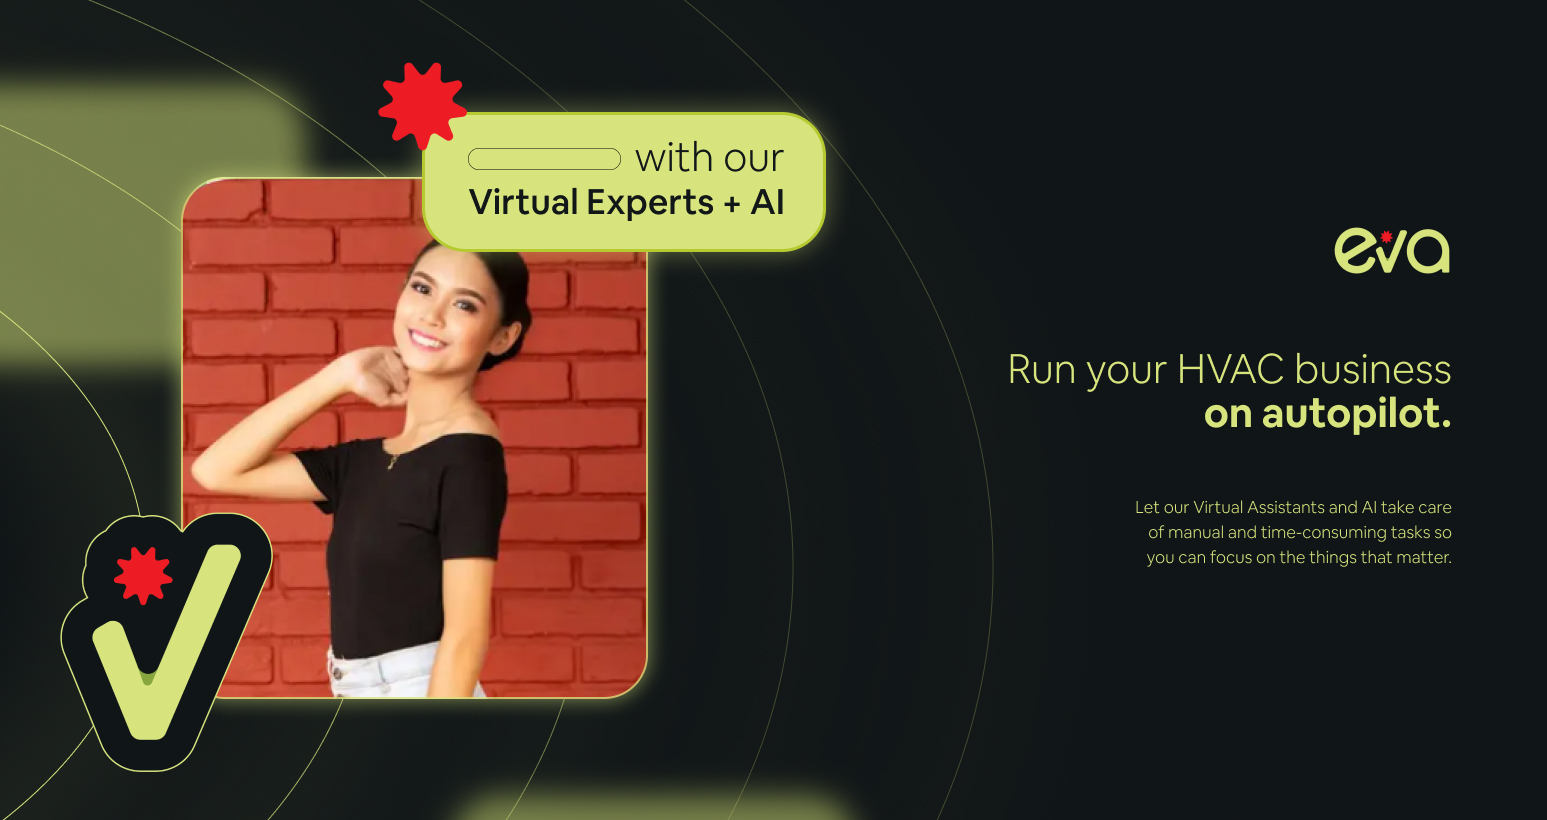 with our
Virtual Experts + AI
eva
Run your HVAC business
on autopilot.
Let our Virtual Assistants and AI take care
of manual and time-consuming tasks so
you can focus on the things that matter.